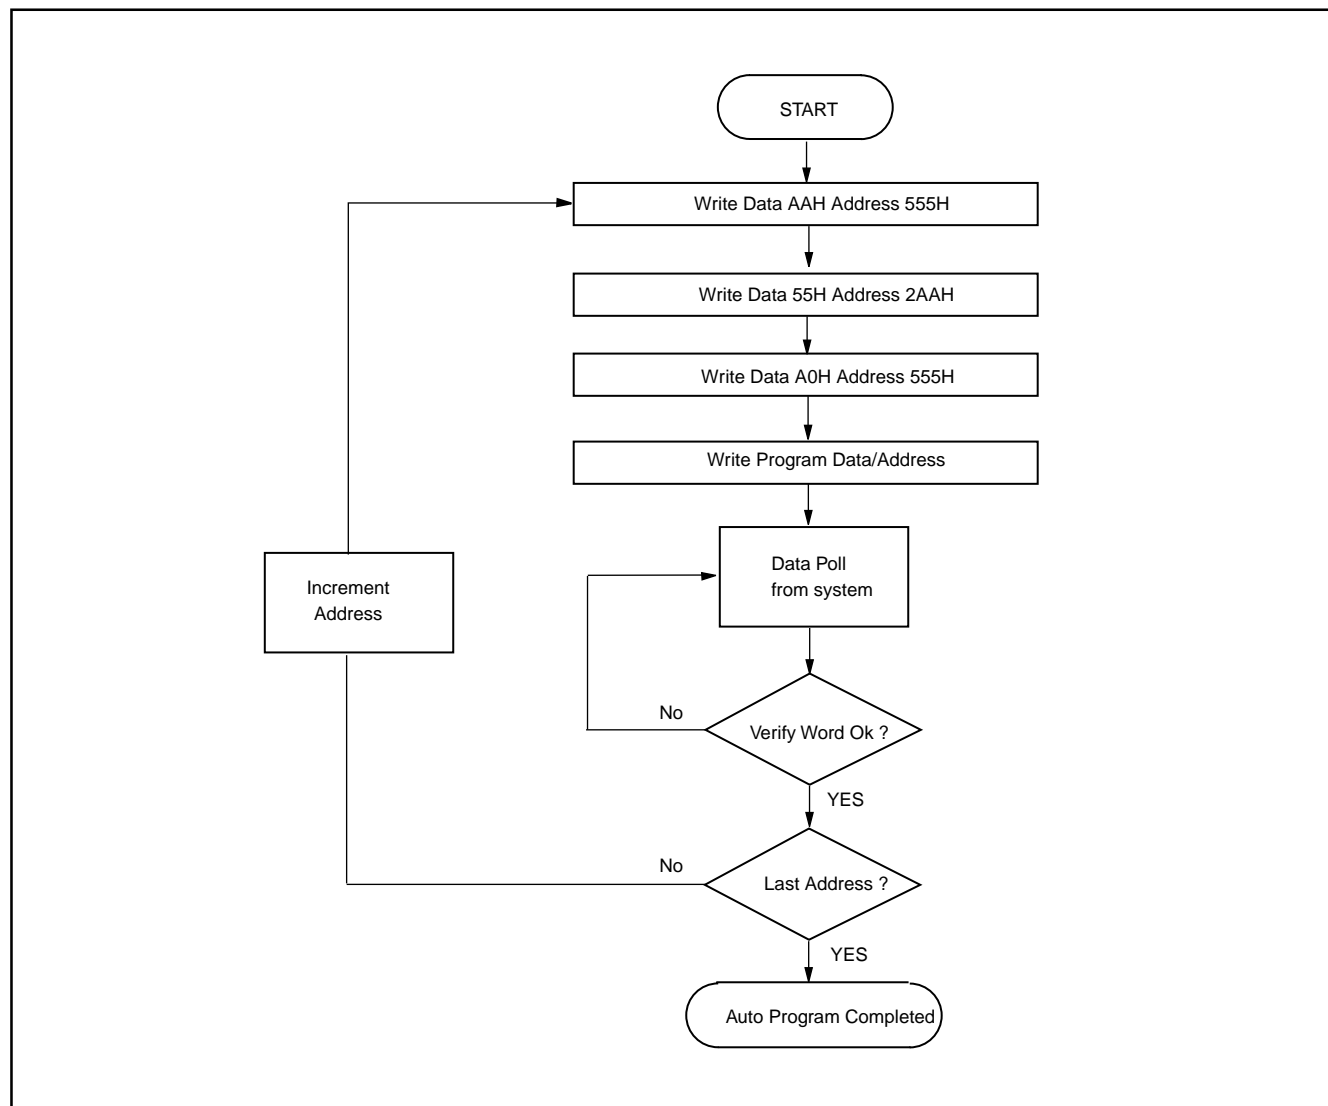 START
Write Data AAH Address 555H
Write Data 55H Address 2AAH
Write Data A0H Address 555H
Write Program Data/Address
Data Poll
from system
Increment
Address
No
Verify Word Ok ?
YES
No
Last Address ?
YES
Auto Program Completed